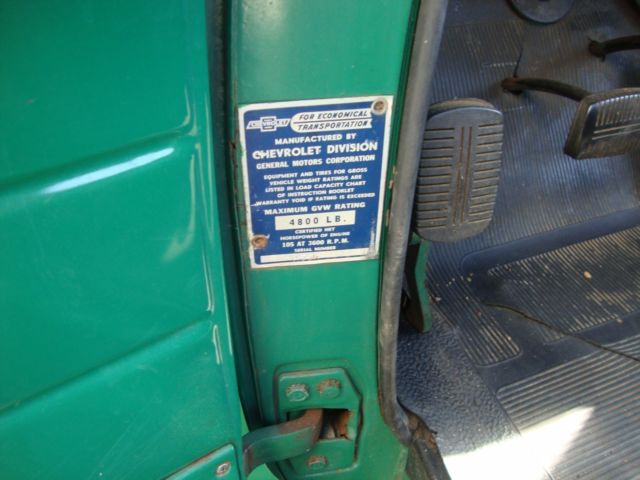 CHEVROLET
FOR ECONOMICAL
TRANSPORTATION
MANUFACTURED BY
CHEVROLET DIVISION
GENERAL MOTORS CORPORATION
EQUIPMENT AND TIRES FOR GROSS
VEHICLE WEIGHT RATINGS ARE
LISTED IN LOAD CAPACITY CHART
OF INSTRUCTION BOOKLET
WARRANTY VOID IF RATING IS EXCEEDED
MAXIMUM GVW RATING
4800 LB.
CERTIFIED NET
HORSEPOWER OF ENGINE
105 AT 3600 R.P.M.
SERIAL NUMBER